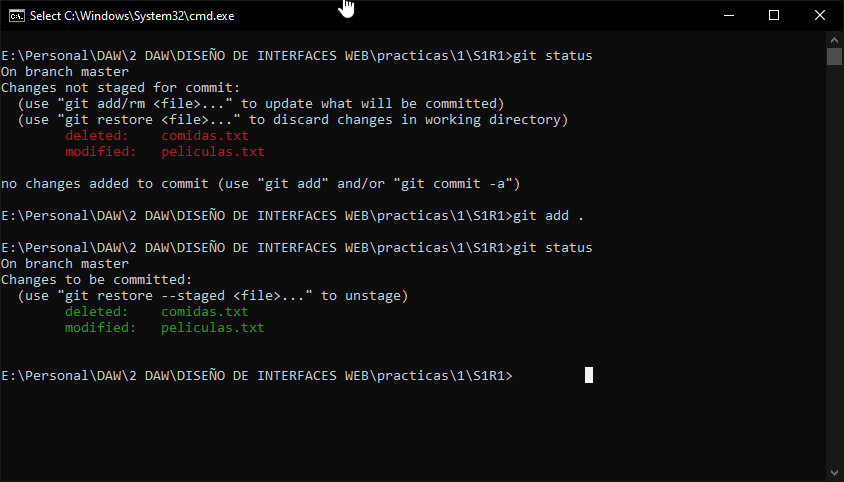 Select C:\Windows\System32\cmd.exe
E:\Personal\DAW\2 DAW\DISEÑO DE INTERFACES WEB\practicas\1\S1R1>git status
On branch master
Changes not staged for commit:
  (use "git add/rm <file>..." to update what will be committed)
  (use "git restore <file>..." to discard changes in working directory)
        deleted:    comidas.txt
        modified:   peliculas.txt
no changes added to commit (use "git add" and/or "git commit -a")
E:\Personal\DAW\2 DAW\DISEÑO DE INTERFACES WEB\practicas\1\S1R1>git add .
E:\Personal\DAW\2 DAW\DISEÑO DE INTERFACES WEB\practicas\1\S1R1>git status
On branch master
Changes to be committed:
  (use "git restore --staged <file>..." to unstage)
        deleted:    comidas.txt
        modified:   peliculas.txt
E:\Personal\DAW\2 DAW\DISEÑO DE INTERFACES WEB\practicas\1\S1R1>